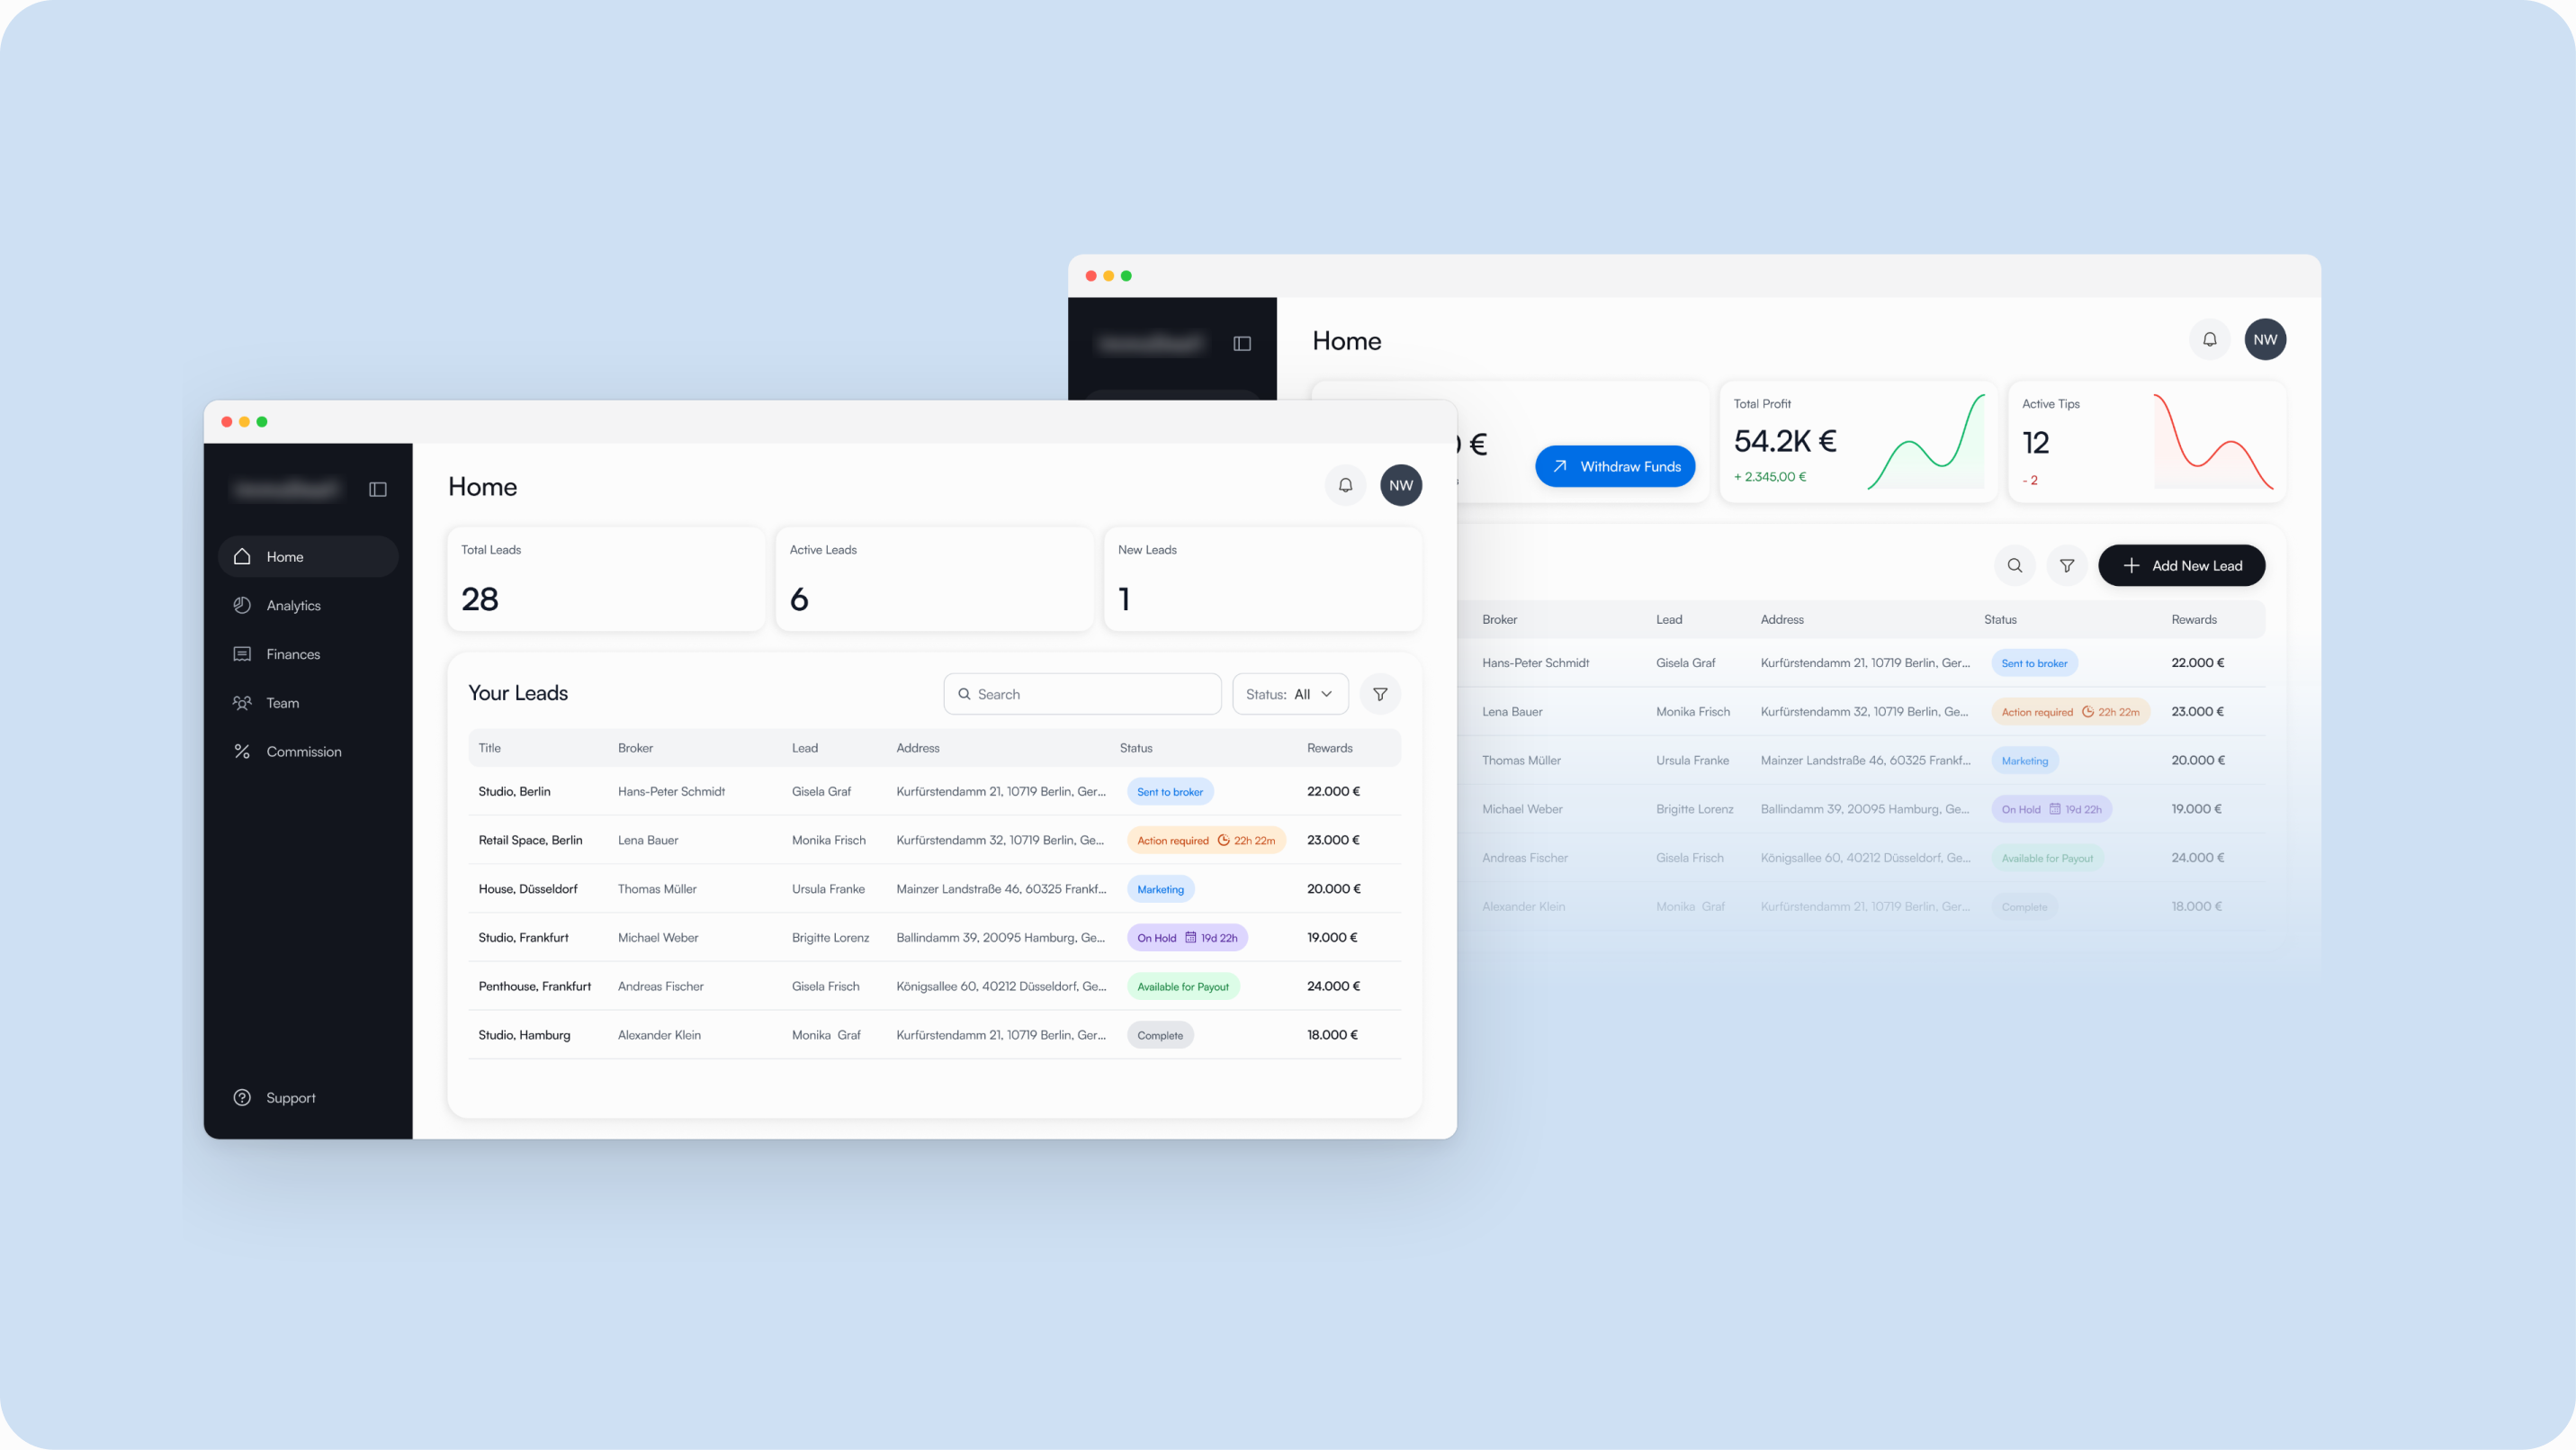 Home
NW
Withdraw Funds
€
Total Profit
54.2K €
+ 2.345,00 €
Active Tips
12
- 2
Add New Lead
Broker Lead Address Status Rewards
Hans-Peter Schmidt Gisela Graf Kurfürstendamm 21, 10719 Berlin, Ger... Sent to broker 22.000 €
Lena Bauer Monika Frisch Kurfürstendamm 32, 10719 Berlin, Ge... Action required 22h 22m 23.000 €
Thomas Müller Ursula Franke Mainzer Landstraße 46, 60325 Frankf... Marketing 20.000 €
Michael Weber Brigitte Lorenz Ballindamm 39, 20095 Hamburg, Ge... On Hold 19d 22h 19.000 €
Andreas Fischer Gisela Frisch Königsallee 60, 40212 Düsseldorf, Ge... Available for Payout 24.000 €
Alexander Klein Monika Graf Kurfürstendamm 21, 10719 Berlin, Ger... Complete 18.000 €
Home
Analytics
Finances
Team
Commission
Support
Home
NW
Total Leads
28
Active Leads
6
New Leads
1
Your Leads
Search
Status: All
Title Broker Lead Address Status Rewards
Studio, Berlin Hans-Peter Schmidt Gisela Graf Kurfürstendamm 21, 10719 Berlin, Ger... Sent to broker 22.000 €
Retail Space, Berlin Lena Bauer Monika Frisch Kurfürstendamm 32, 10719 Berlin, Ge... Action required 22h 22m 23.000 €
House, Düsseldorf Thomas Müller Ursula Franke Mainzer Landstraße 46, 60325 Frankf... Marketing 20.000 €
Studio, Frankfurt Michael Weber Brigitte Lorenz Ballindamm 39, 20095 Hamburg, Ge... On Hold 19d 22h 19.000 €
Penthouse, Frankfurt Andreas Fischer Gisela Frisch Königsallee 60, 40212 Düsseldorf, Ge... Available for Payout 24.000 €
Studio, Hamburg Alexander Klein Monika Graf Kurfürstendamm 21, 10719 Berlin, Ger... Complete 18.000 €